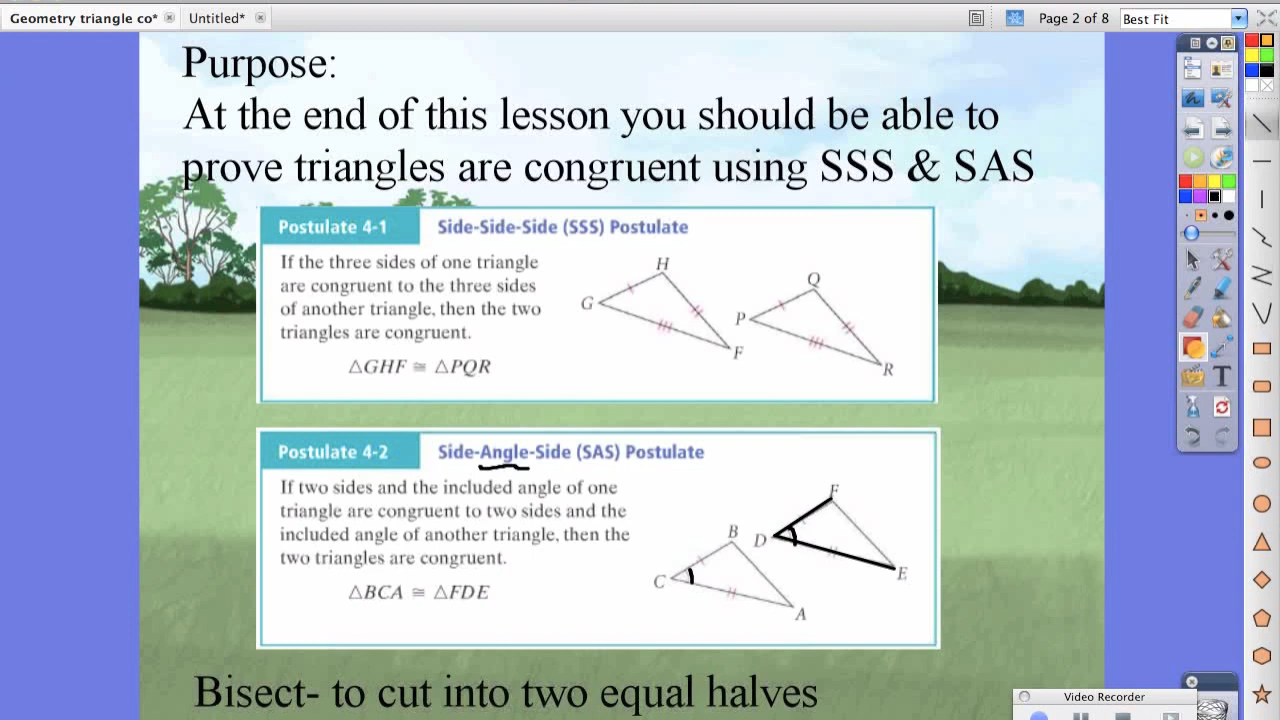 Geometry triangle co*
Untitled*
Page 2 of 8
Best Fit
Purpose:
At the end of this lesson you should be able to
prove triangles are congruent using SSS & SAS
Postulate 4-1
Side-Side-Side (SSS) Postulate
If the three sides of one triangle
are congruent to the three sides
of another triangle, then the two
triangles are congruent.
△GHF ≅ △PQR
H
G
F
Q
P
R
Postulate 4-2
Side-Angle-Side (SAS) Postulate
If two sides and the included angle of one
triangle are congruent to two sides and the
included angle of another triangle, then the
two triangles are congruent.
△BCA ≅ △FDE
B
C
A
F
D
E
Bisect- to cut into two equal halves
Video Recorder
T